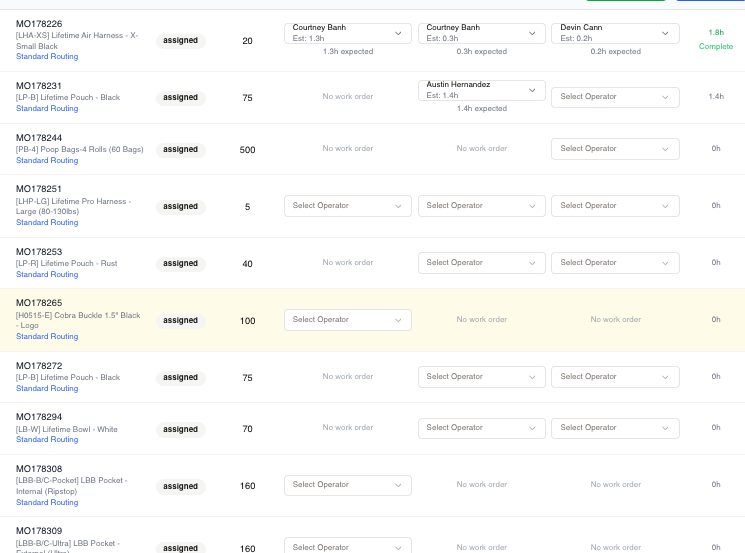 MO178226
[LHA-XS] Lifetime Air Harness - X-
Small Black
Standard Routing
assigned
20
Courtney Banh
Est: 1.3h
1.3h expected
Courtney Banh
Est: 0.3h
0.3h expected
Devin Cann
Est: 0.2h
0.2h expected
1.8h
Complete
MO178231
[LP-B] Lifetime Pouch - Black
Standard Routing
assigned
75
No work order
Austin Hernandez
Est: 1.4h
1.4h expected
Select Operator
1.4h
MO178244
[PB-4] Poop Bags-4 Rolls (60 Bags)
Standard Routing
assigned
500
No work order
No work order
Select Operator
0h
MO178251
[LHP-LG] Lifetime Pro Harness -
Large (80-130lbs)
Standard Routing
assigned
5
Select Operator
Select Operator
Select Operator
0h
MO178253
[LP-R] Lifetime Pouch - Rust
Standard Routing
assigned
40
No work order
Select Operator
Select Operator
0h
MO178265
[H0515-E] Cobra Buckle 1.5" Black
- Logo
Standard Routing
assigned
100
Select Operator
No work order
No work order
0h
MO178272
[LP-B] Lifetime Pouch - Black
Standard Routing
assigned
75
No work order
Select Operator
Select Operator
0h
MO178294
[LB-W] Lifetime Bowl - White
Standard Routing
assigned
70
No work order
Select Operator
Select Operator
0h
MO178308
[LBB-B/C-Pocket] LBB Pocket -
Internal (Ripstop)
Standard Routing
assigned
160
Select Operator
No work order
No work order
0h
MO178309
[LBB-B/C-Ultra] LBB Pocket -
External (Ultra)
assigned
160
Select Operator
No work order
No work order
0h